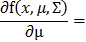 ∂f(x, μ, Σ)/∂μ =